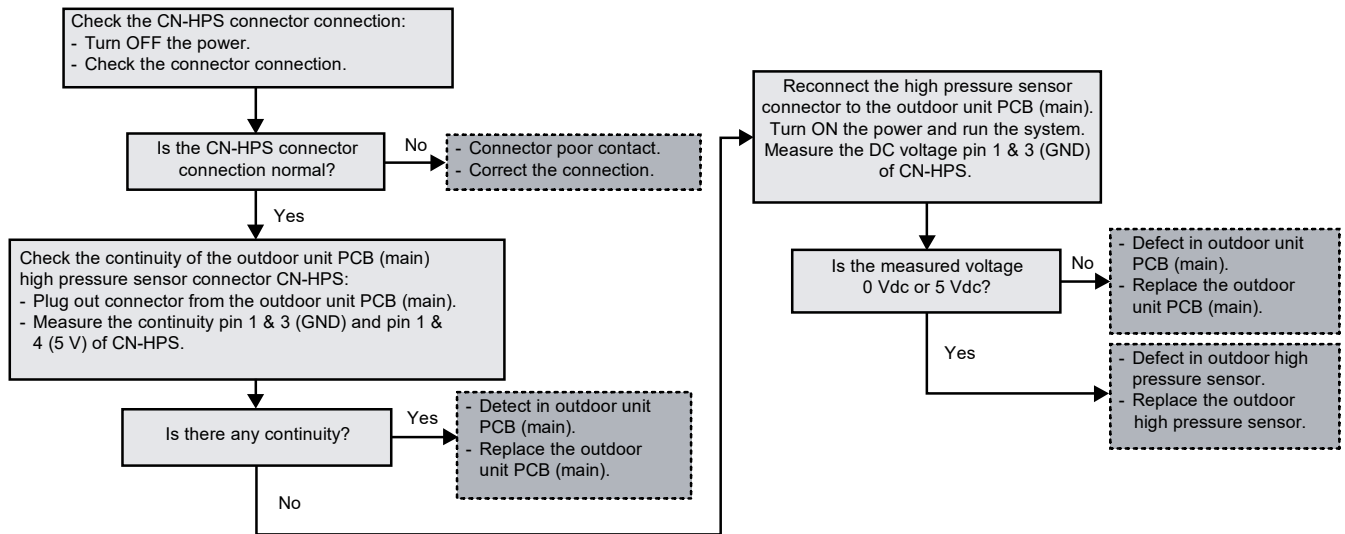 Check the CN-HPS connector connection:
- Turn OFF the power.
- Check the connector connection.
Is the CN-HPS connector
connection normal?
No
- Connector poor contact.
- Correct the connection.
Yes
Check the continuity of the outdoor unit PCB (main)
high pressure sensor connector CN-HPS:
- Plug out connector from the outdoor unit PCB (main).
- Measure the continuity pin 1 & 3 (GND) and pin 1 &
4 (5 V) of CN-HPS.
Is there any continuity?
Yes
- Detect in outdoor unit
PCB (main).
- Replace the outdoor
unit PCB (main).
No
Reconnect the high pressure sensor
connector to the outdoor unit PCB (main).
Turn ON the power and run the system.
Measure the DC voltage pin 1 & 3 (GND)
of CN-HPS.
Is the measured voltage
0 Vdc or 5 Vdc?
No
- Defect in outdoor unit
PCB (main).
- Replace the outdoor
unit PCB (main).
Yes
- Defect in outdoor high
pressure sensor.
- Replace the outdoor
high pressure sensor.